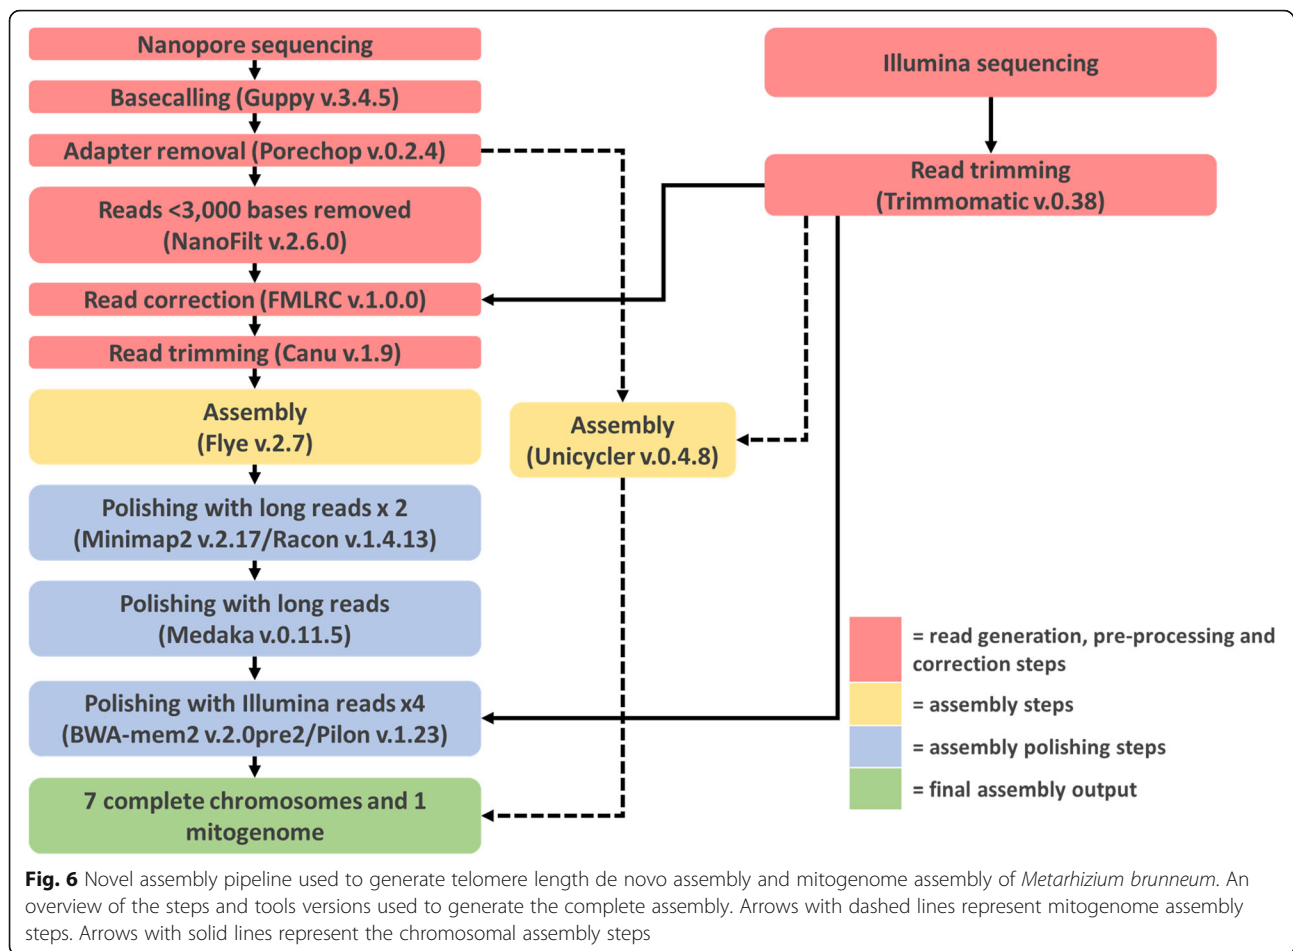 Nanopore sequencing
Basecalling (Guppy v.3.4.5)
Adapter removal (Porechop v.0.2.4)
Reads <3,000 bases removed
(NanoFilt v.2.6.0)
Read correction (FMLRC v.1.0.0)
Read trimming (Canu v.1.9)
Assembly
(Flye v.2.7)
Polishing with long reads x 2
(Minimap2 v.2.17/Racon v.1.4.13)
Polishing with long reads
(Medaka v.0.11.5)
Polishing with Illumina reads x4
(BWA-mem2 v.2.0pre2/Pilon v.1.23)
7 complete chromosomes and 1
mitogenome
Illumina sequencing
Read trimming
(Trimmomatic v.0.38)
Assembly
(Unicycler v.0.4.8)
= read generation, pre-processing and
correction steps
= assembly steps
= assembly polishing steps
= final assembly output
Fig. 6 Novel assembly pipeline used to generate telomere length de novo assembly and mitogenome assembly of Metarhizium brunneum. An
overview of the steps and tools versions used to generate the complete assembly. Arrows with dashed lines represent mitogenome assembly
steps. Arrows with solid lines represent the chromosomal assembly steps